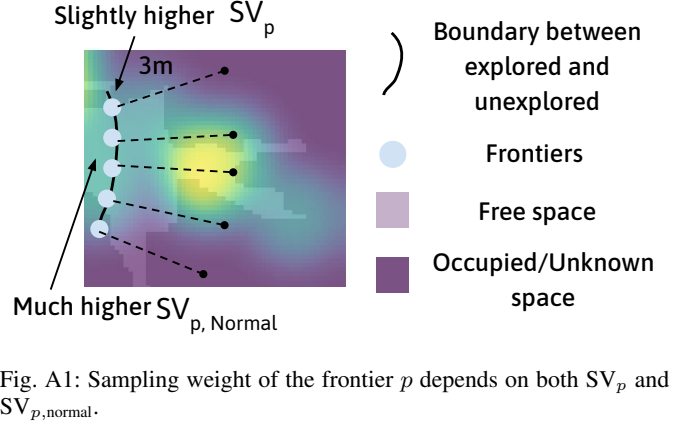 Slightly higher SV_p
3m
Much higher SV_p, Normal
Boundary between
explored and
unexplored
Frontiers
Free space
Occupied/Unknown
space
Fig. A1: Sampling weight of the frontier p depends on both SV_p and
SV_p,normal.